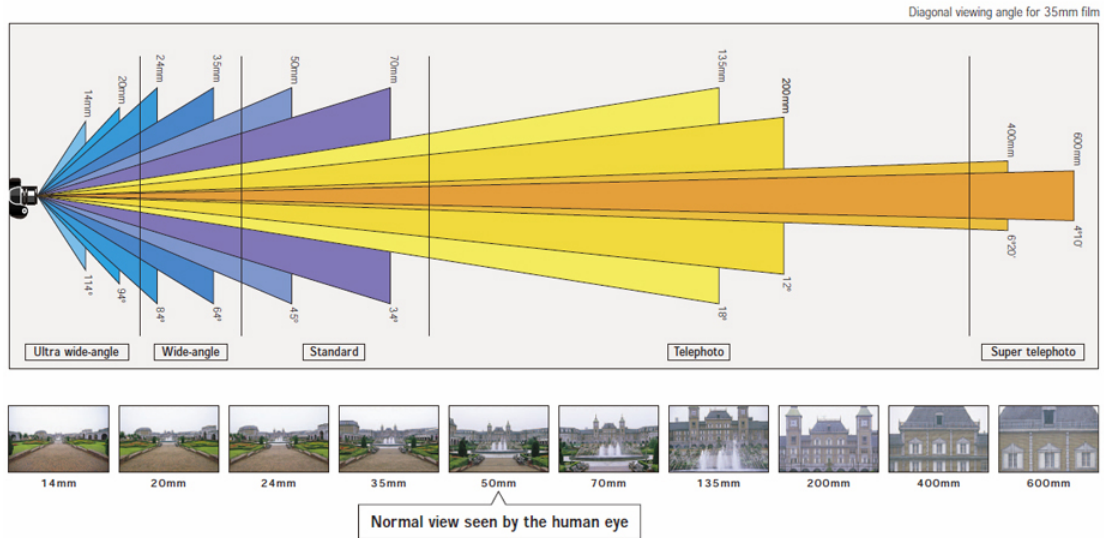 Diagonal viewing angle for 35mm film
14mm
20mm
24mm
35mm
50mm
70mm
135mm
200mm
400mm
600mm
114°
94°
84°
64°
45°
34°
18°
12°
6°20'
4°10'
Ultra wide-angle
Wide-angle
Standard
Telephoto
Super telephoto
14mm
20mm
24mm
35mm
50mm
70mm
135mm
200mm
400mm
600mm
Normal view seen by the human eye